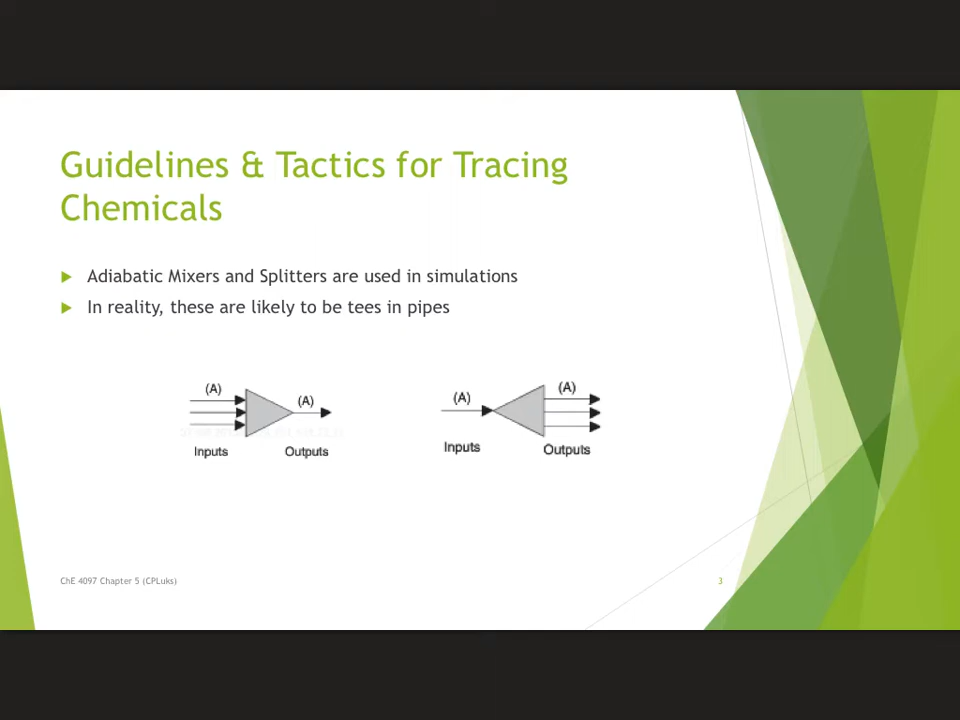 Guidelines & Tactics for Tracing
Chemicals
Adiabatic Mixers and Splitters are used in simulations
In reality, these are likely to be tees in pipes
(A)
(A)
Inputs
Outputs
(A)
(A)
Inputs
Outputs
ChE 4097 Chapter 5 (CPLuks)
3